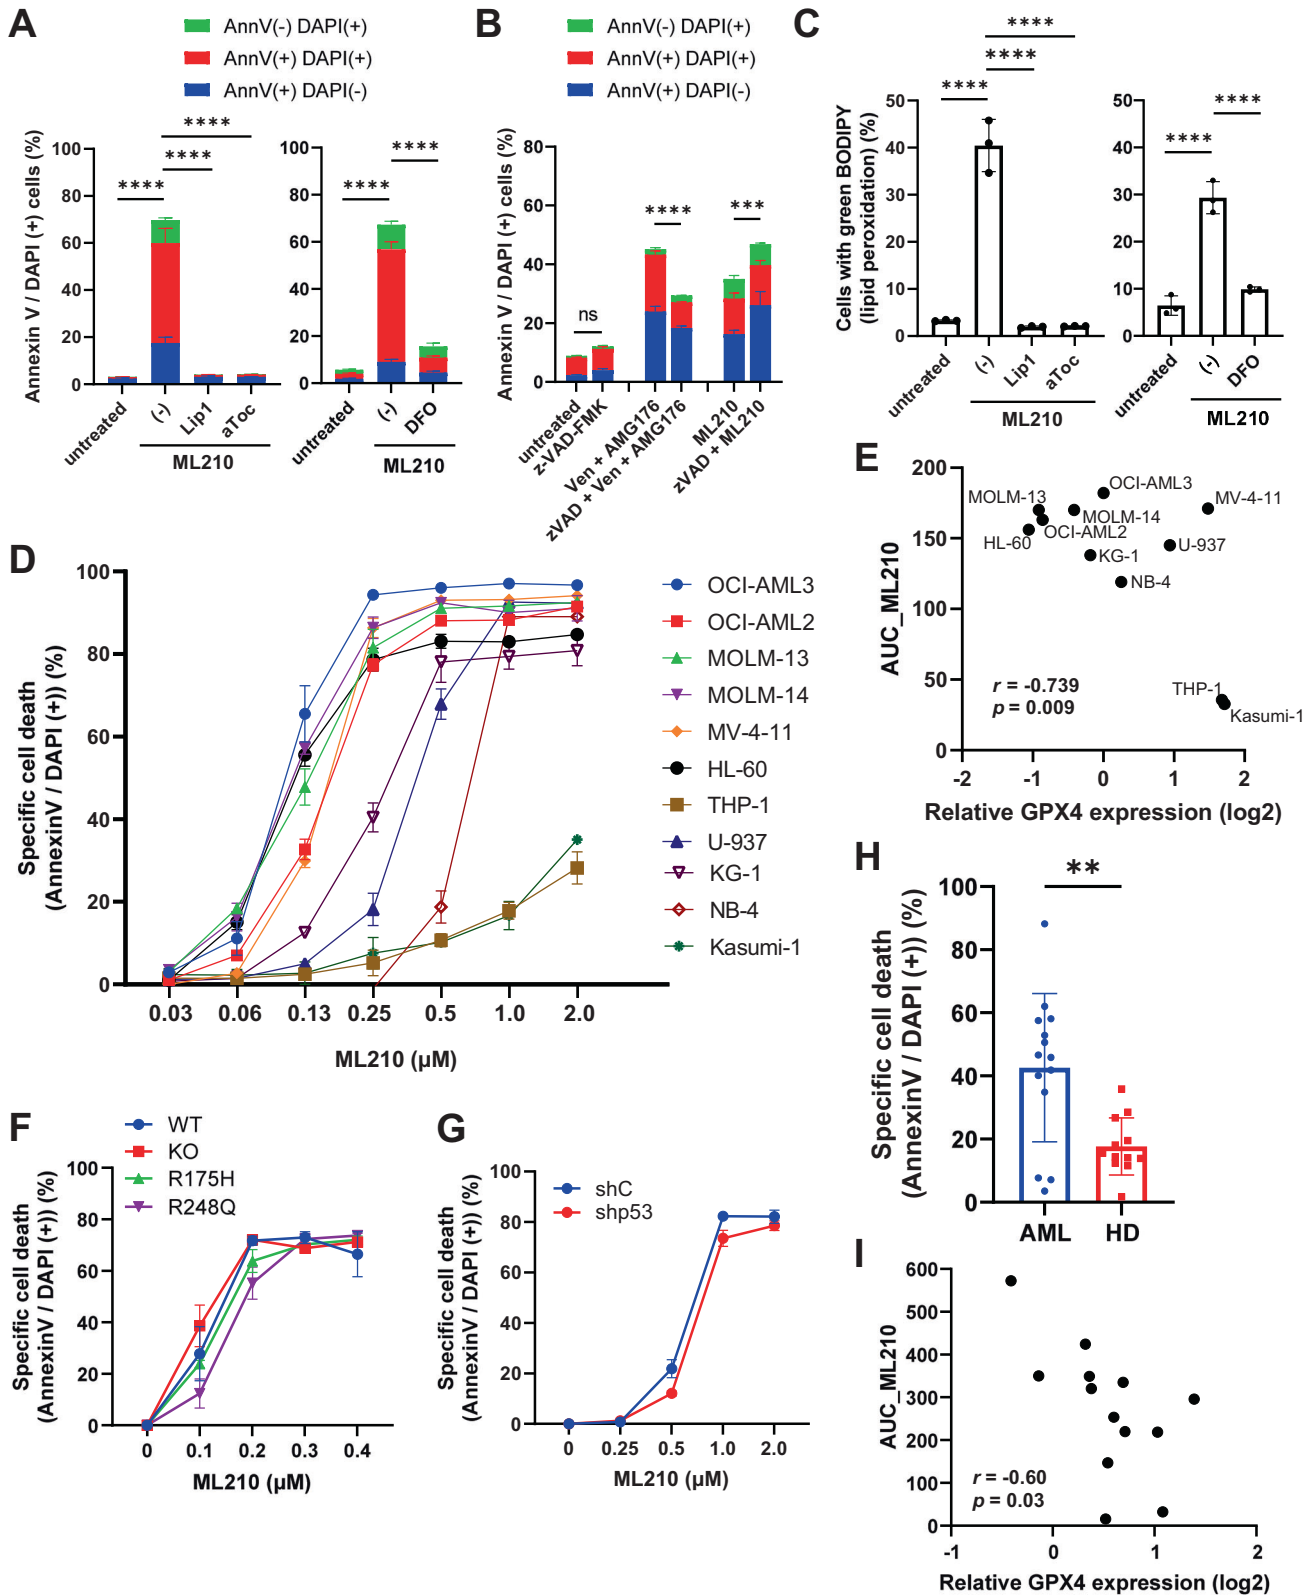 A
AnnV(-) DAPI(+)
AnnV(+) DAPI(+)
AnnV(+) DAPI(-)
Annexin V / DAPI (+) cells (%)
100
80
60
40
20
0
****
****
****
untreated
(-)
Lip1
aToc
ML210
100
80
60
40
20
0
****
****
untreated
(-)
DFO
ML210
B
AnnV(-) DAPI(+)
AnnV(+) DAPI(+)
AnnV(+) DAPI(-)
Annexin V / DAPI (+) cells (%)
80
60
40
20
0
ns
****
***
untreated
z-VAD-FMK
Ven + AMG176
zVAD + Ven + AMG176
ML210
zVAD + ML210
C
Cells with green BODIPY
(lipid peroxidation) (%)
50
40
30
20
10
0
****
****
****
untreated
(-)
Lip1
aToc
ML210
50
40
30
20
10
0
****
****
untreated
(-)
DFO
ML210
D
Specific cell death
(AnnexinV / DAPI (+)) (%)
100
80
60
40
20
0
0.03 0.06 0.13 0.25 0.5 1.0 2.0
ML210 (µM)
OCI-AML3
OCI-AML2
MOLM-13
MOLM-14
MV-4-11
HL-60
THP-1
U-937
KG-1
NB-4
Kasumi-1
E
AUC_ML210
200
150
100
50
0
OCI-AML3
MOLM-13
MV-4-11
MOLM-14
OCI-AML2
HL-60
U-937
KG-1
NB-4
THP-1
Kasumi-1
r = -0.739
p = 0.009
-2 -1 0 1 2
Relative GPX4 expression (log2)
F
WT
KO
R175H
R248Q
Specific cell death
(AnnexinV / DAPI (+)) (%)
100
80
60
40
20
0
0 0.1 0.2 0.3 0.4
ML210 (µM)
G
shC
shp53
Specific cell death
(AnnexinV / DAPI (+)) (%)
100
80
60
40
20
0
0 0.25 0.5 1.0 2.0
ML210 (µM)
H
**
Specific cell death
(AnnexinV / DAPI (+)) (%)
100
80
60
40
20
0
AML HD
I
AUC_ML210
600
500
400
300
200
100
0
r = -0.60
p = 0.03
-1 0 1 2
Relative GPX4 expression (log2)